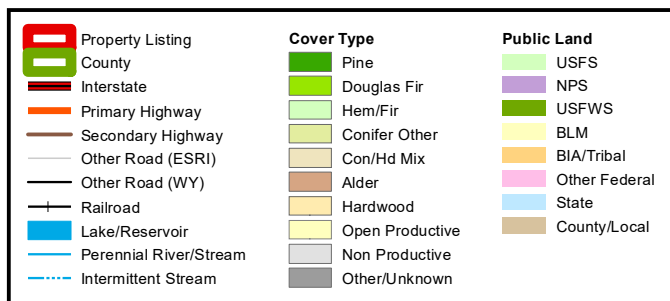 Property Listing
County
Interstate
Primary Highway
Secondary Highway
Other Road (ESRI)
Other Road (WY)
Railroad
Lake/Reservoir
Perennial River/Stream
Intermittent Stream
Cover Type
Pine
Douglas Fir
Hem/Fir
Conifer Other
Con/Hd Mix
Alder
Hardwood
Open Productive
Non Productive
Other/Unknown
Public Land
USFS
NPS
USFWS
BLM
BIA/Tribal
Other Federal
State
County/Local